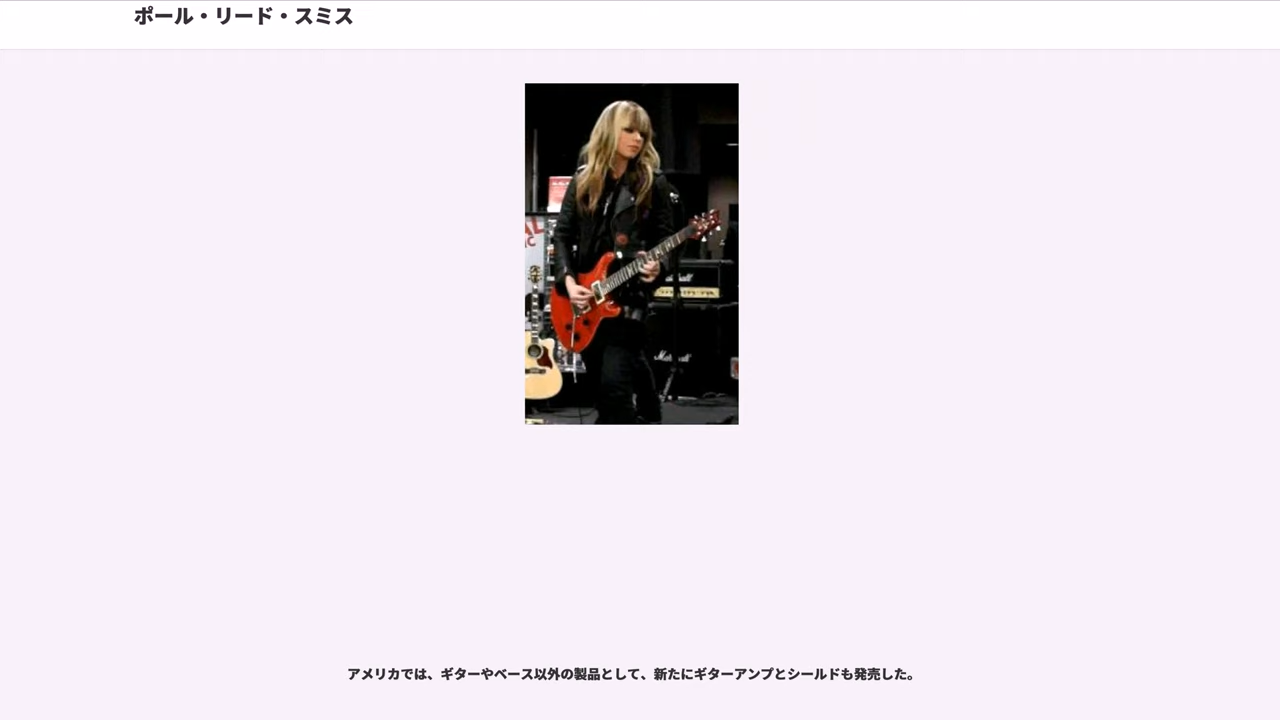 ポール・リード・スミス
Marshall
Marshall
アメリカでは、ギターやベース以外の製品として、新たにギターアンプとシールドも発売した。